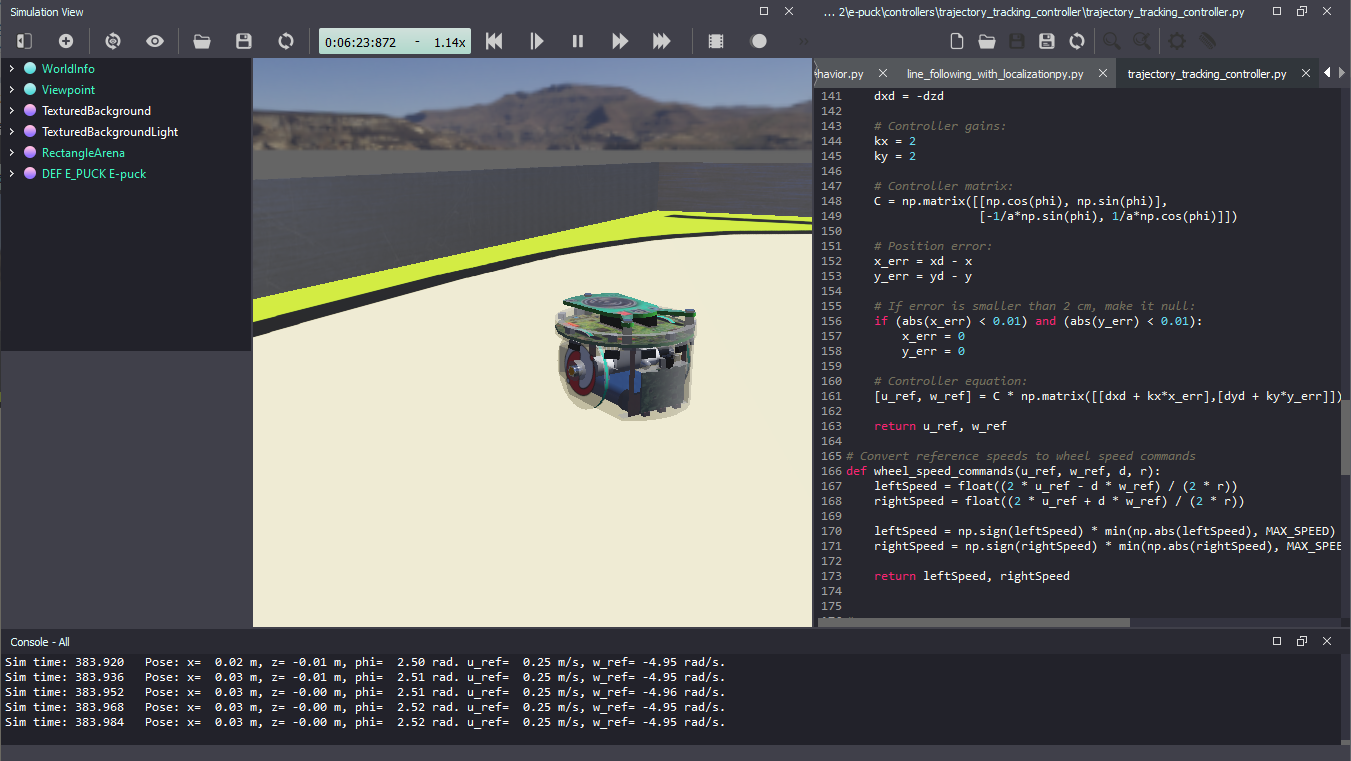 Simulation View
... 2\e-puck\controllers\trajectory_tracking_controller\trajectory_tracking_controller.py
0:06:23:872 - 1.14x
WorldInfo
Viewpoint
TexturedBackground
TexturedBackgroundLight
RectangleArena
DEF E_PUCK E-puck
havior.py
line_following_with_localizationpy.py
trajectory_tracking_controller.py
141 dxd = -dzd
142
143 # Controller gains:
144 kx = 2
145 ky = 2
146
147 # Controller matrix:
148 C = np.matrix([[np.cos(phi), np.sin(phi)],
149 [-1/a*np.sin(phi), 1/a*np.cos(phi)]])
150
151 # Position error:
152 x_err = xd - x
153 y_err = yd - y
154
155 # If error is smaller than 2 cm, make it null:
156 if (abs(x_err) < 0.01) and (abs(y_err) < 0.01):
157 x_err = 0
158 y_err = 0
159
160 # Controller equation:
161 [u_ref, w_ref] = C * np.matrix([[dxd + kx*x_err],[dyd + ky*y_err]])
162
163 return u_ref, w_ref
164
165 # Convert reference speeds to wheel speed commands
166 def wheel_speed_commands(u_ref, w_ref, d, r):
167 leftSpeed = float((2 * u_ref - d * w_ref) / (2 * r))
168 rightSpeed = float((2 * u_ref + d * w_ref) / (2 * r))
169
170 leftSpeed = np.sign(leftSpeed) * min(np.abs(leftSpeed), MAX_SPEED)
171 rightSpeed = np.sign(rightSpeed) * min(np.abs(rightSpeed), MAX_SPEE
172
173 return leftSpeed, rightSpeed
174
175
Console - All
Sim time: 383.920 Pose: x= 0.02 m, z= -0.01 m, phi= 2.50 rad. u_ref= 0.25 m/s, w_ref= -4.95 rad/s.
Sim time: 383.936 Pose: x= 0.03 m, z= -0.01 m, phi= 2.51 rad. u_ref= 0.25 m/s, w_ref= -4.95 rad/s.
Sim time: 383.952 Pose: x= 0.03 m, z= -0.00 m, phi= 2.51 rad. u_ref= 0.25 m/s, w_ref= -4.96 rad/s.
Sim time: 383.968 Pose: x= 0.03 m, z= -0.00 m, phi= 2.52 rad. u_ref= 0.25 m/s, w_ref= -4.95 rad/s.
Sim time: 383.984 Pose: x= 0.03 m, z= -0.00 m, phi= 2.52 rad. u_ref= 0.25 m/s, w_ref= -4.95 rad/s.